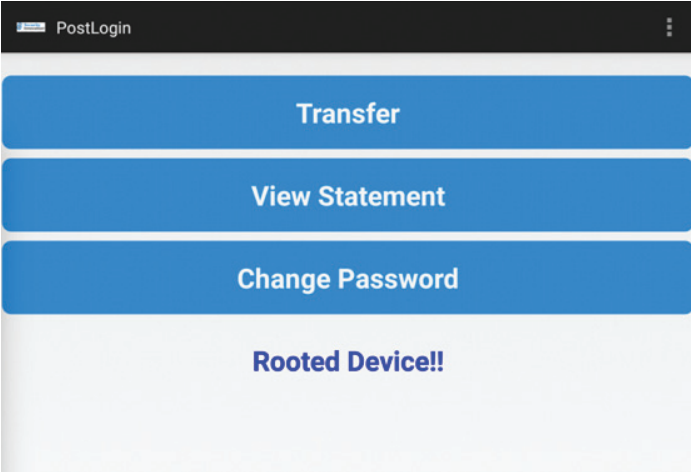 PostLogin
Transfer
View Statement
Change Password
Rooted Device!!